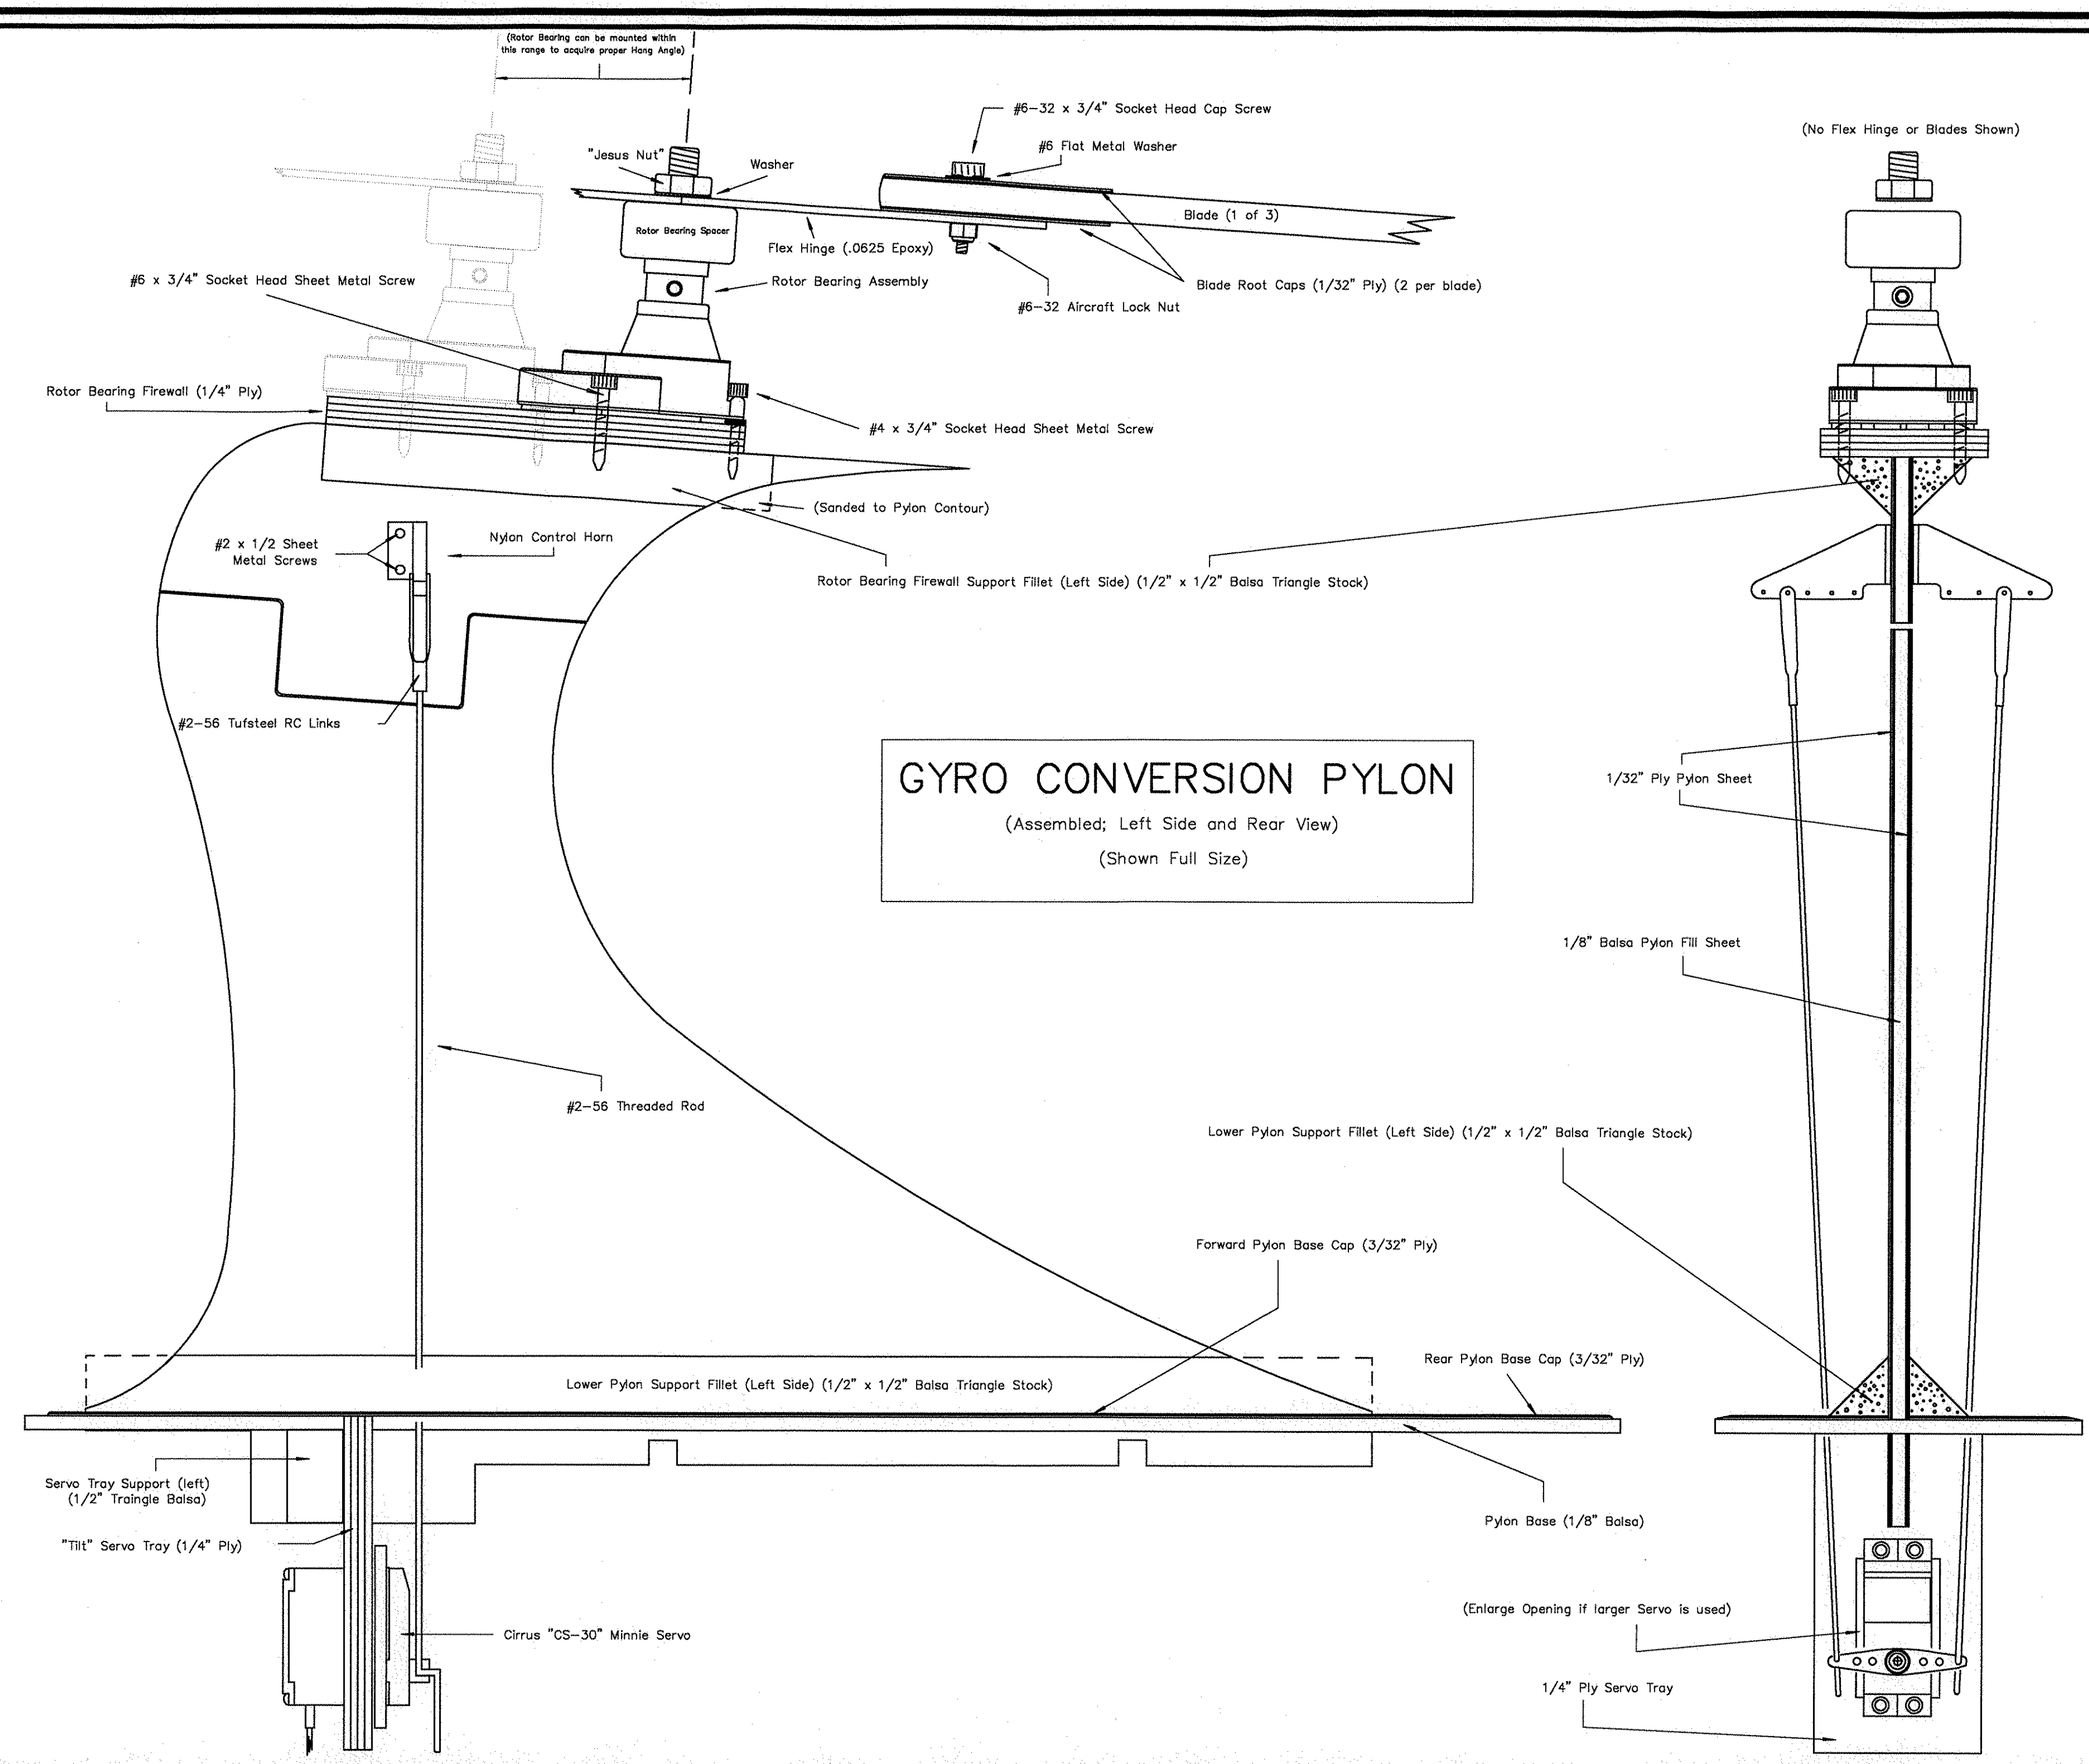 (Rotor Bearing can be mounted within
this range to acquire proper Hang Angle)
#6-32 x 3/4" Socket Head Cap Screw
(No Flex Hinge or Blades Shown)
#6 Flat Metal Washer
"Jesus Nut"
Washer
Blade (1 of 3)
Rotor Bearing Spacer
Flex Hinge (.0625 Epoxy)
#6 x 3/4" Socket Head Sheet Metal Screw
Rotor Bearing Assembly
Blade Root Caps (1/32" Ply) (2 per blade)
#6-32 Aircraft Lock Nut
Rotor Bearing Firewall (1/4" Ply)
#4 x 3/4" Socket Head Sheet Metal Screw
(Sanded to Pylon Contour)
#2 x 1/2 Sheet
Metal Screws
Nylon Control Horn
Rotor Bearing Firewall Support Fillet (Left Side) (1/2" x 1/2" Balsa Triangle Stock)
#2-56 Tufsteel RC Links
GYRO CONVERSION PYLON
(Assembled; Left Side and Rear View)
(Shown Full Size)
1/32" Ply Pylon Sheet
1/8" Balsa Pylon Fill Sheet
#2-56 Threaded Rod
Lower Pylon Support Fillet (Left Side) (1/2" x 1/2" Balsa Triangle Stock)
Forward Pylon Base Cap (3/32" Ply)
Rear Pylon Base Cap (3/32" Ply)
Lower Pylon Support Fillet (Left Side) (1/2" x 1/2" Balsa Triangle Stock)
Servo Tray Support (left)
(1/2" Traingle Balsa)
Pylon Base (1/8" Balsa)
"Tilt" Servo Tray (1/4" Ply)
(Enlarge Opening if larger Servo is used)
Cirrus "CS-30" Minnie Servo
1/4" Ply Servo Tray